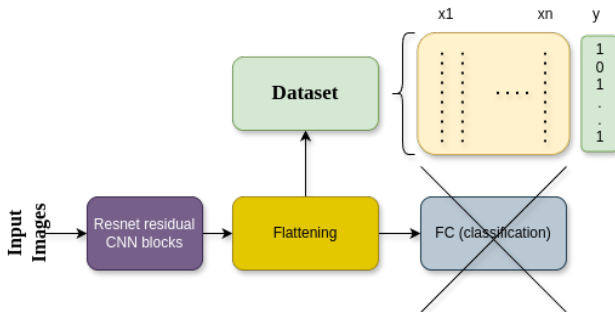 x1
xn
y
Dataset
. . . .
1
0
1
.
.
1
Input
Images
Resnet residual
CNN blocks
Flattening
FC (classification)